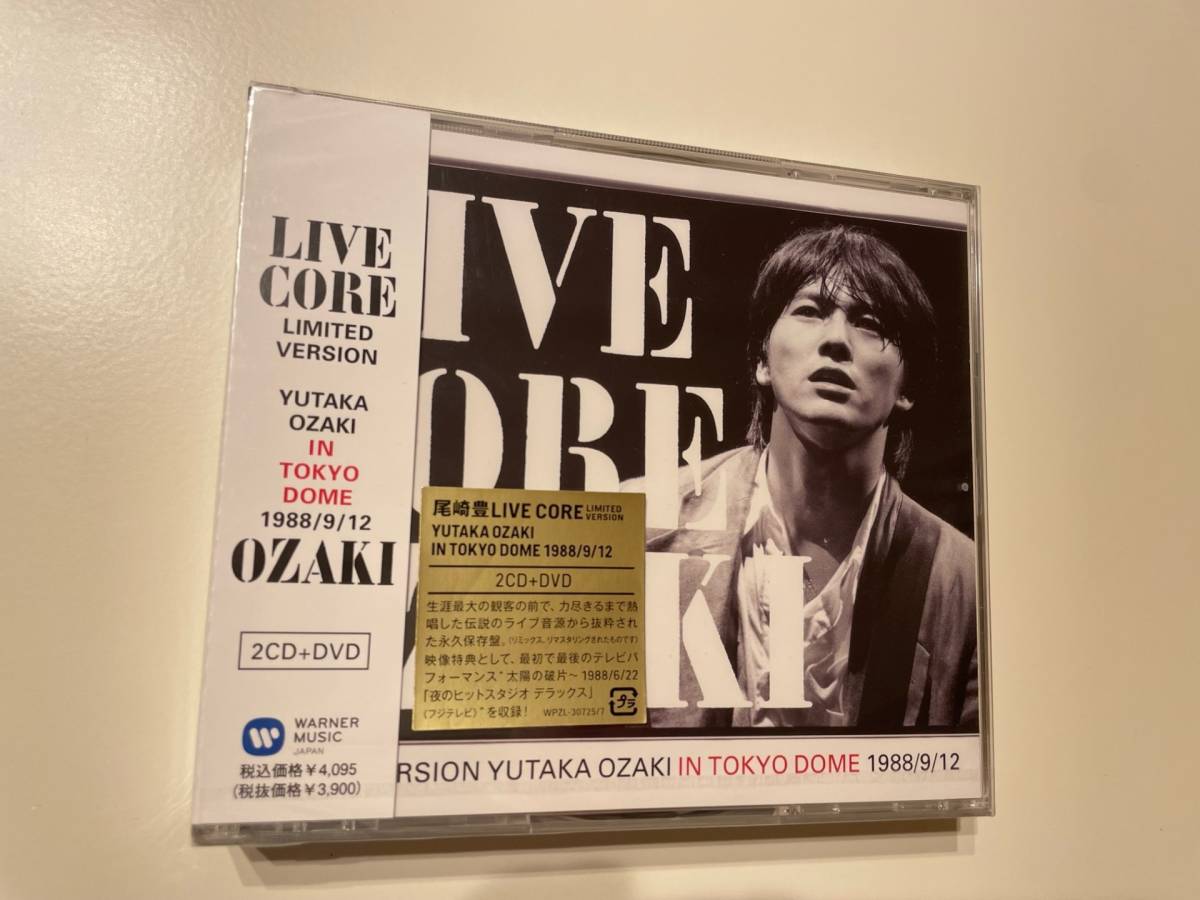 LIVE
CORE
LIMITED
VERSION
YUTAKA
OZAKI
IN
TOKYO
DOME
1988/9/12
OZAKI
2CD+DVD
WARNER
MUSIC
JAPAN
税込価格¥4,095
(税抜価格¥3,900)
IVE
ORE
KI
尾崎豊LIVE CORE LIMITED VERSION
YUTAKA OZAKI
IN TOKYO DOME 1988/9/12
2CD+DVD
生涯最大の観客の前で、力尽きるまで熱
唱した伝説のライブ音源から抜粋され
た永久保存盤。(リミックス、リマスタリングされたものです)
映像特典として、最初で最後のテレビパ
フォーマンス"太陽の破片〜1988/6/22
「夜のヒットスタジオ デラックス」
(フジテレビ)"を収録!
WPZL-30725/7
プラ
RSION YUTAKA OZAKI IN TOKYO DOME 1988/9/12